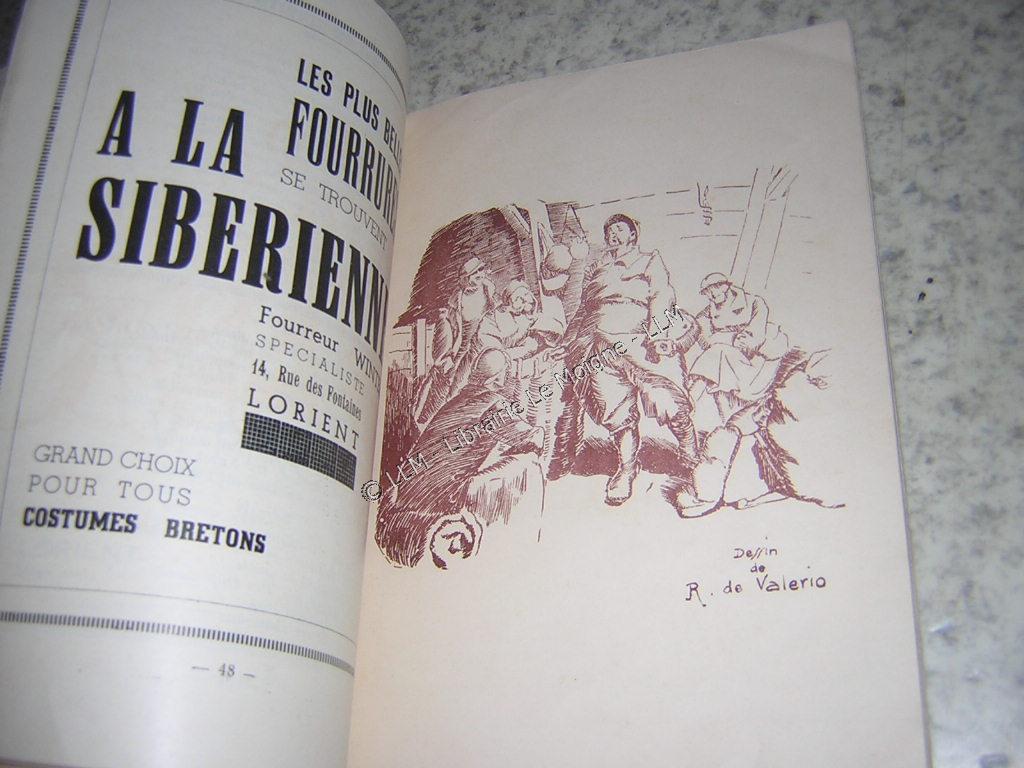 A LA
SIBERIENN
LES PLUS
FOURRUR
SE TROUVENT
Fourreur
SPECIALISTE
14, Rue des Fontaines
LORIENT
GRAND CHOIX
POUR TOUS
COSTUMES BRETONS
— 48 —
© LLM - Librairie Le Moigne - LLM
Dessin
de
R. de Valerio